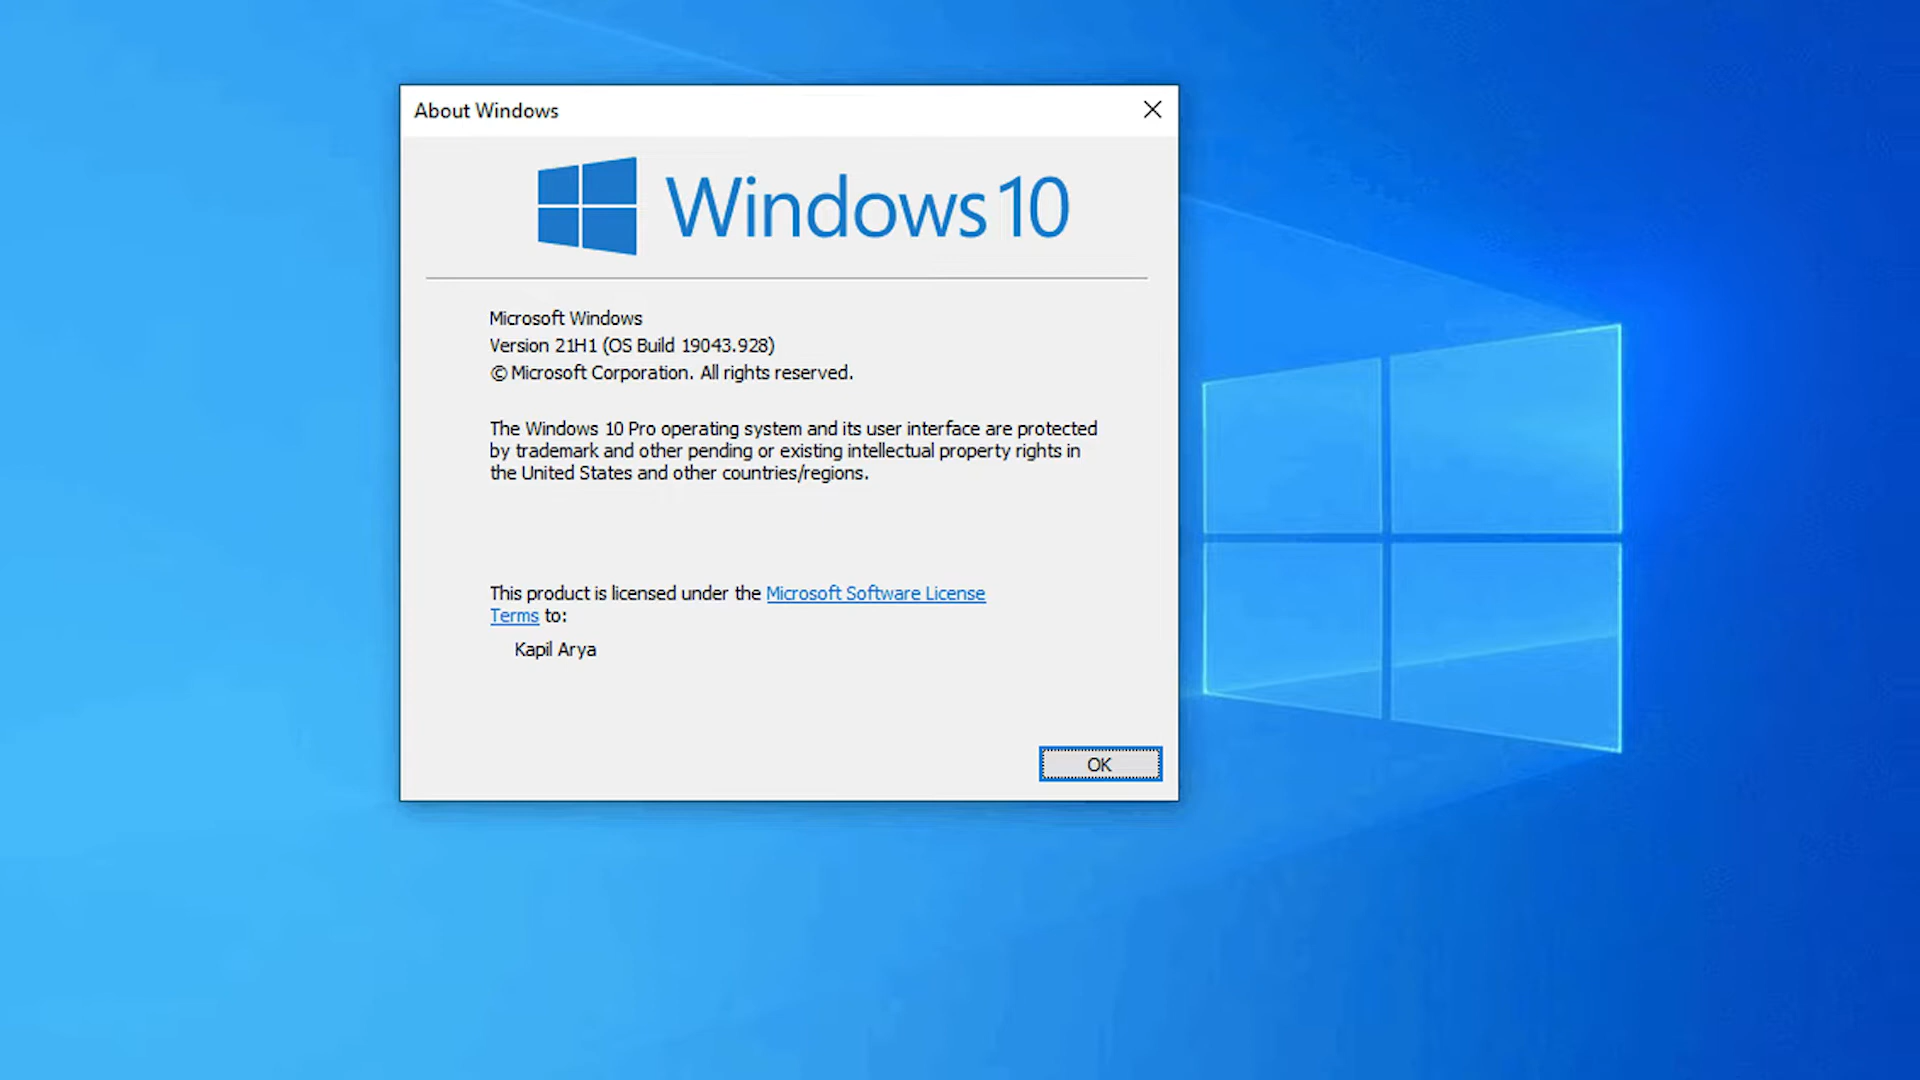 About Windows
Windows 10
Microsoft Windows
Version 21H1 (OS Build 19043.928)
© Microsoft Corporation. All rights reserved.
The Windows 10 Pro operating system and its user interface are protected
by trademark and other pending or existing intellectual property rights in
the United States and other countries/regions.
This product is licensed under the Microsoft Software License
Terms to:
Kapil Arya
OK